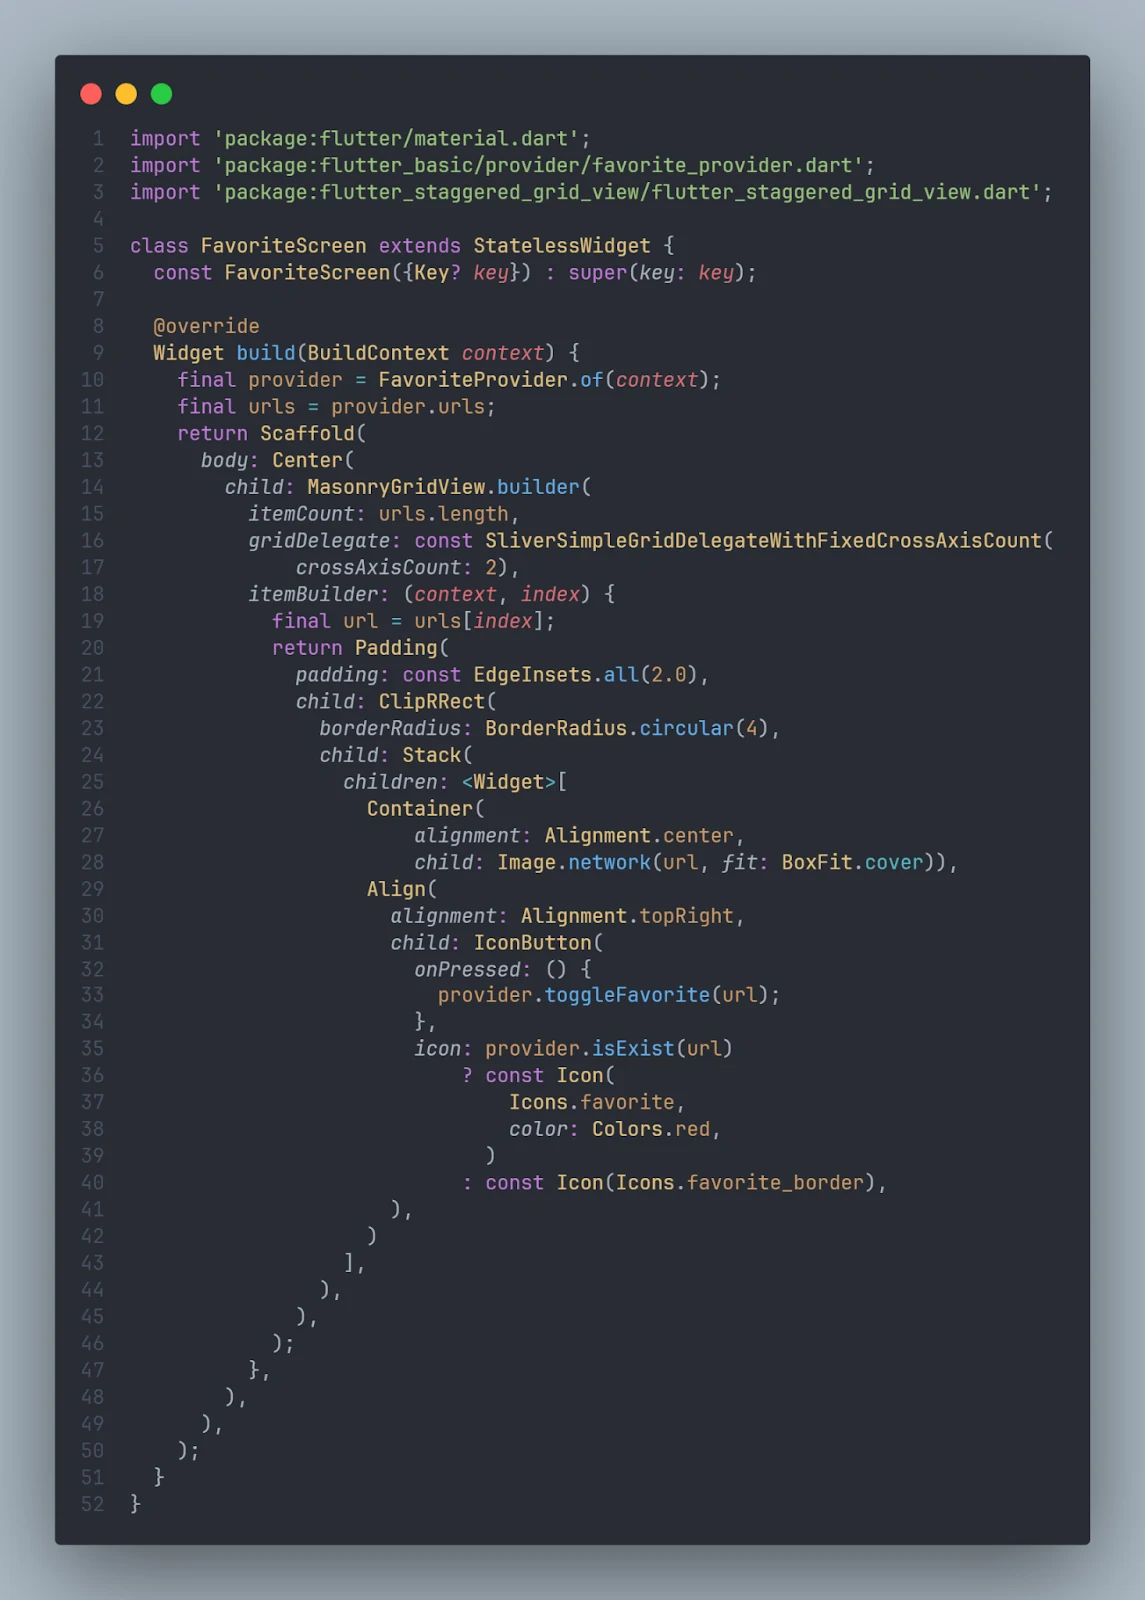 1 import 'package:flutter/material.dart';
2 import 'package:flutter_basic/provider/favorite_provider.dart';
3 import 'package:flutter_staggered_grid_view/flutter_staggered_grid_view.dart';
4
5 class FavoriteScreen extends StatelessWidget {
6   const FavoriteScreen({Key? key}) : super(key: key);
7
8   @override
9   Widget build(BuildContext context) {
10     final provider = FavoriteProvider.of(context);
11     final urls = provider.urls;
12     return Scaffold(
13       body: Center(
14         child: MasonryGridView.builder(
15           itemCount: urls.length,
16           gridDelegate: const SliverSimpleGridDelegateWithFixedCrossAxisCount(
17               crossAxisCount: 2),
18           itemBuilder: (context, index) {
19             final url = urls[index];
20             return Padding(
21               padding: const EdgeInsets.all(2.0),
22               child: ClipRRect(
23                 borderRadius: BorderRadius.circular(4),
24                 child: Stack(
25                   children: <Widget>[
26                     Container(
27                         alignment: Alignment.center,
28                         child: Image.network(url, fit: BoxFit.cover)),
29                     Align(
30                       alignment: Alignment.topRight,
31                       child: IconButton(
32                         onPressed: () {
33                           provider.toggleFavorite(url);
34                         },
35                         icon: provider.isExist(url)
36                             ? const Icon(
37                                 Icons.favorite,
38                                 color: Colors.red,
39                               )
40                             : const Icon(Icons.favorite_border),
41                       ),
42                     )
43                   ],
44                 ),
45               ),
46             );
47           },
48         ),
49       ),
50     );
51   }
52 }